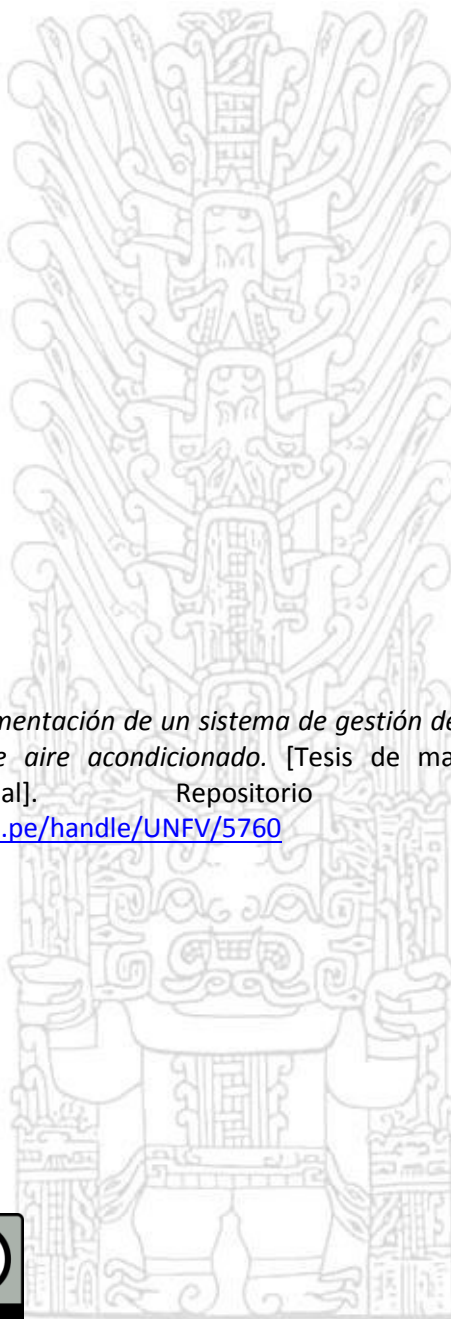 mentación de un sistema de gestión de
e aire acondicionado. [Tesis de ma
al]. Repositorio
.pe/handle/UNFV/5760